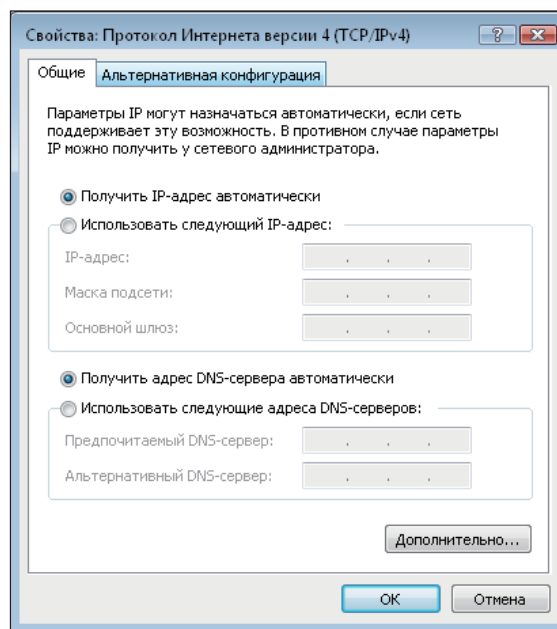 Свойства: Протокол Интернета версии 4 (TCP/IPv4)
Общие
Альтернативная конфигурация
Параметры IP могут назначаться автоматически, если сеть
поддерживает эту возможность. В противном случае параметры
IP можно получить у сетевого администратора.
Получить IP-адрес автоматически
Использовать следующий IP-адрес:
IP-адрес:
Маска подсети:
Основной шлюз:
Получить адрес DNS-сервера автоматически
Использовать следующие адреса DNS-серверов:
Предпочитаемый DNS-сервер:
Альтернативный DNS-сервер:
Дополнительно...
ОК
Отмена